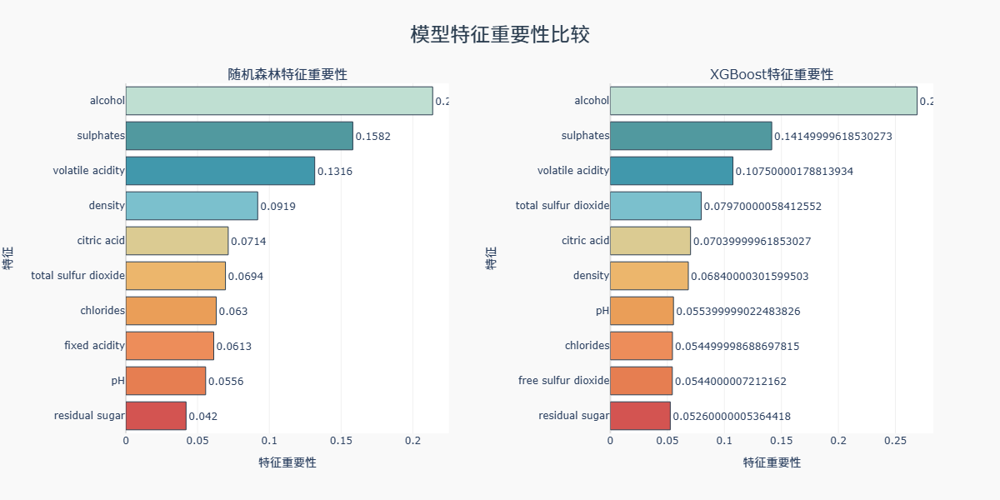 模型特征重要性比较
随机森林特征重要性
特征
alcohol 0.2
sulphates 0.1582
volatile acidity 0.1316
density 0.0919
citric acid 0.0714
total sulfur dioxide 0.0694
chlorides 0.063
fixed acidity 0.0613
pH 0.0556
residual sugar 0.042
0 0.05 0.1 0.15 0.2
特征重要性
XGBoost特征重要性
特征
alcohol 0.2
sulphates 0.14149999618530273
volatile acidity 0.10750000178813934
total sulfur dioxide 0.07970000058412552
citric acid 0.07039999961853027
density 0.06840000301599503
pH 0.055399999022483826
chlorides 0.054499998688697815
free sulfur dioxide 0.0544000007212162
residual sugar 0.05260000005364418
0 0.05 0.1 0.15 0.2 0.25
特征重要性